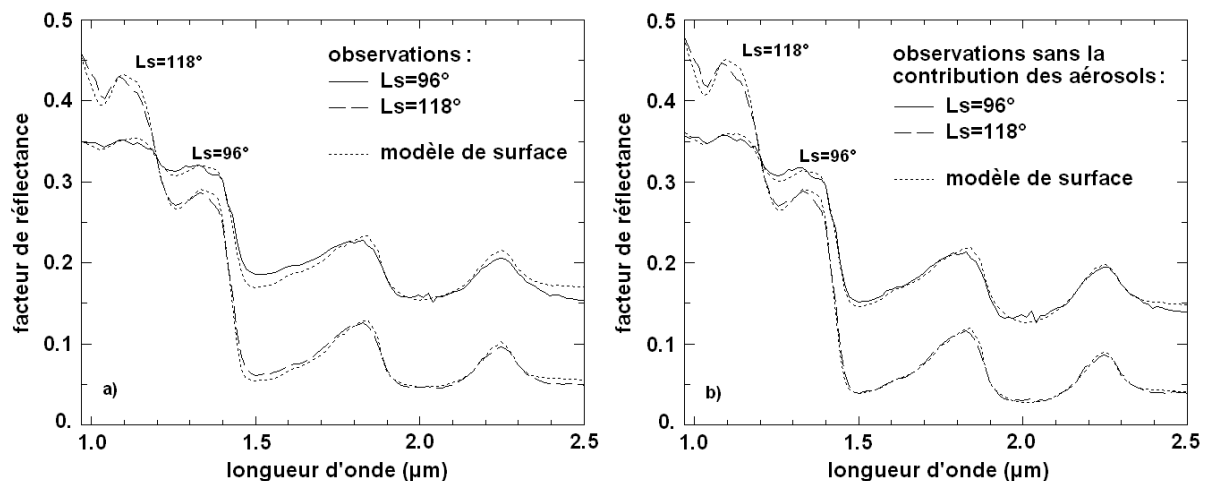 0.5
0.4
0.3
0.2
0.1
0.
facteur de réflectance
Ls=118°
Ls=96°
observations :
Ls=96°
Ls=118°
modèle de surface
a)
1.0 1.5 2.0 2.5
longueur d'onde (µm)
0.5
0.4
0.3
0.2
0.1
0.
facteur de réflectance
Ls=118°
Ls=96°
observations sans la
contribution des aérosols :
Ls=96°
Ls=118°
modèle de surface
b)
1.0 1.5 2.0 2.5
longueur d'onde (µm)